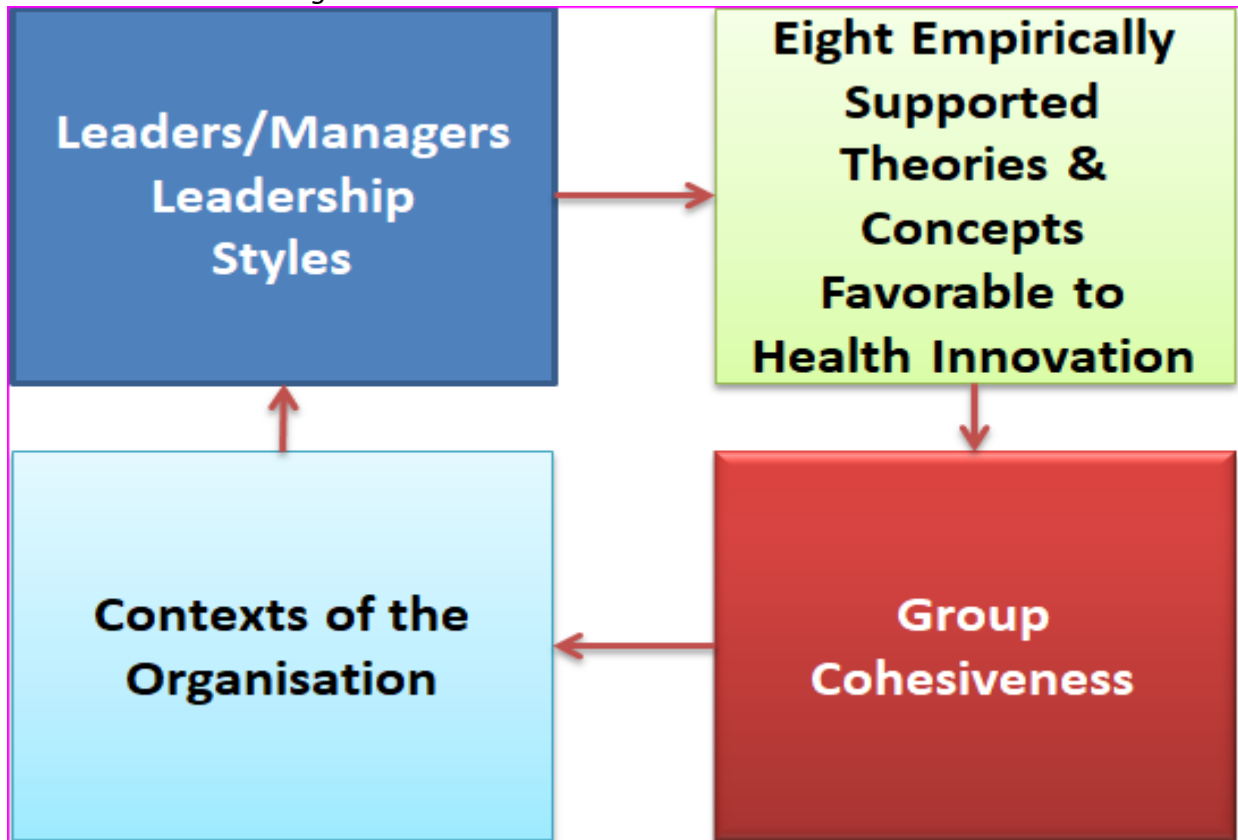 Leaders/Managers
Leadership
Styles
Eight Empirically
Supported
Theories &
Concepts
Favorable to
Health Innovation
Contexts of the
Organisation
Group
Cohesiveness